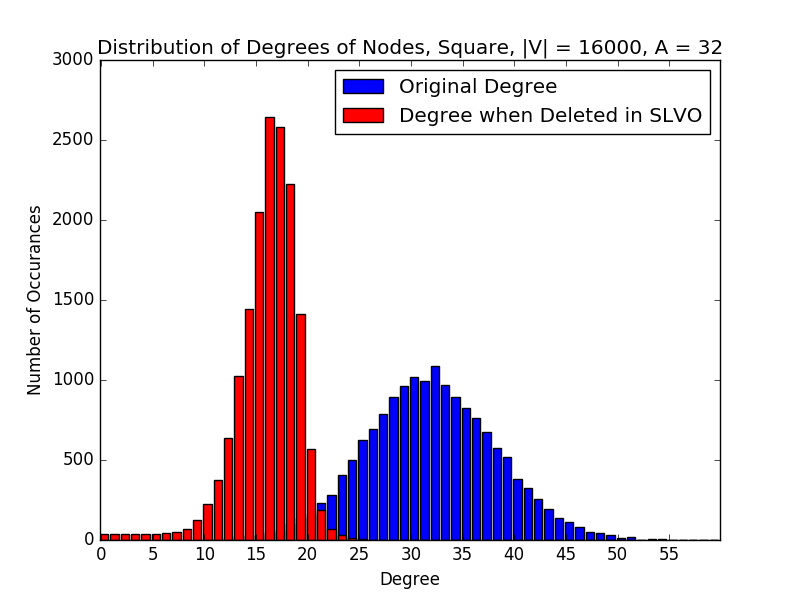 Distribution of Degrees of Nodes, Square, |V| = 16000, A = 32
3000
2500
2000
1500
1000
500
0
Number of Occurances
Original Degree
Degree when Deleted in SLVO
0 5 10 15 20 25 30 35 40 45 50 55
Degree